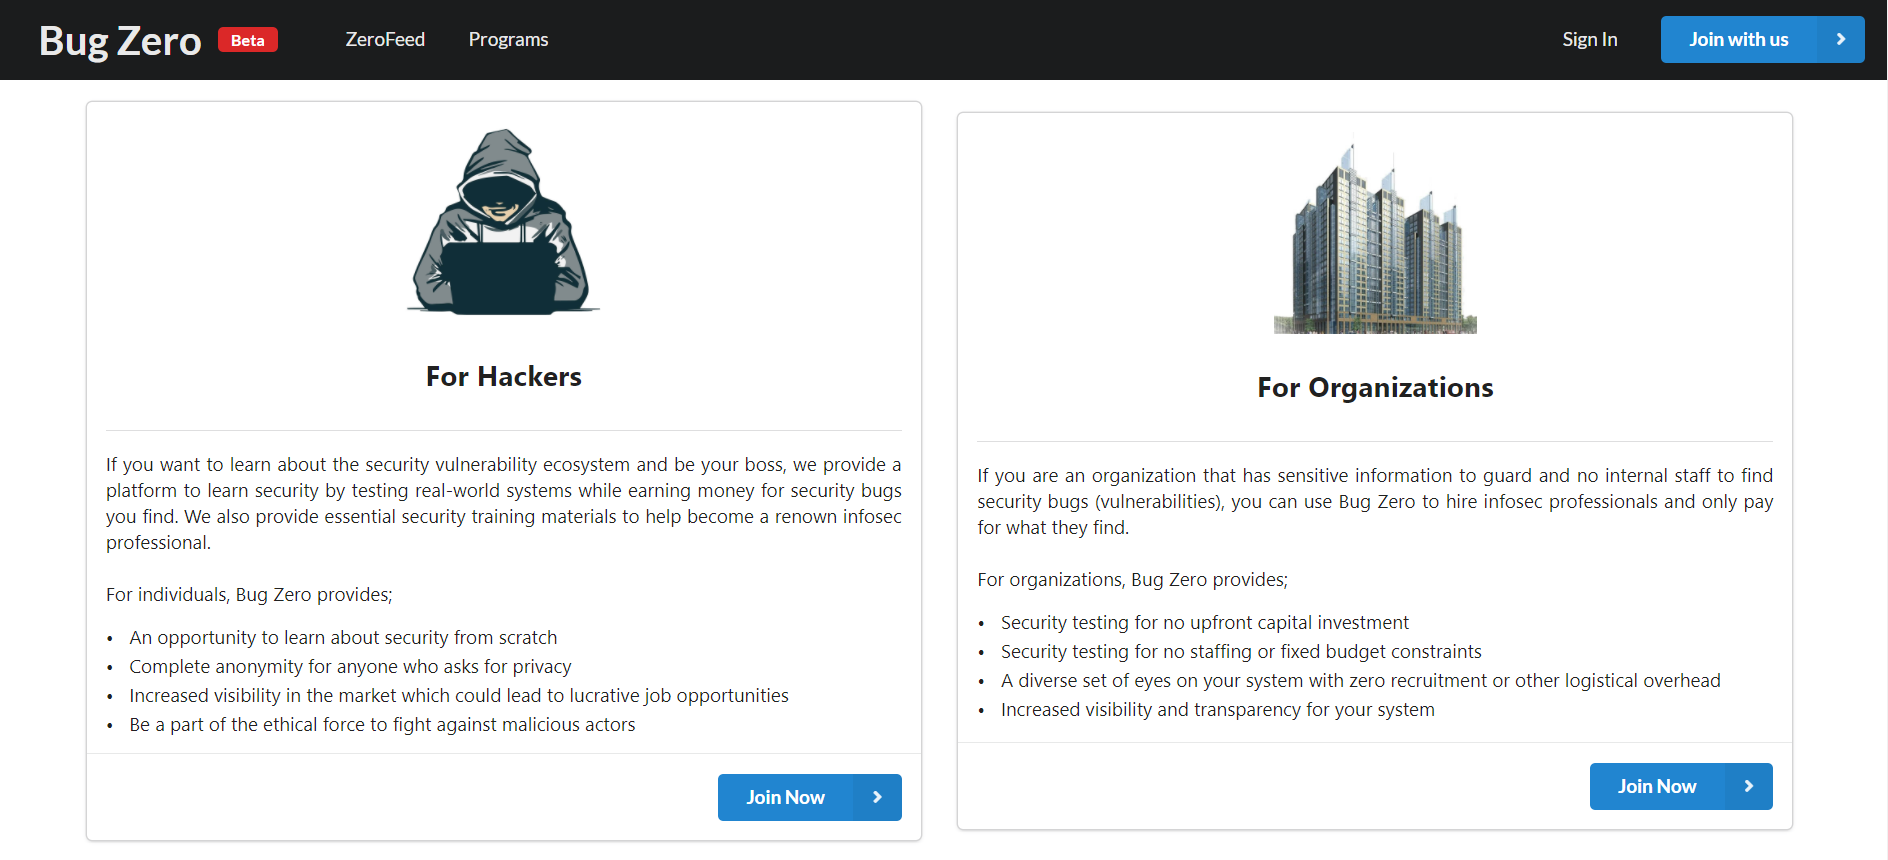 Bug Zero Beta ZeroFeed Programs Sign In Join with us
For Hackers
If you want to learn about the security vulnerability ecosystem and be your boss, we provide a
platform to learn security by testing real-world systems while earning money for security bugs
you find. We also provide essential security training materials to help become a renown infosec
professional.
For individuals, Bug Zero provides;
• An opportunity to learn about security from scratch
• Complete anonymity for anyone who asks for privacy
• Increased visibility in the market which could lead to lucrative job opportunities
• Be a part of the ethical force to fight against malicious actors
Join Now
For Organizations
If you are an organization that has sensitive information to guard and no internal staff to find
security bugs (vulnerabilities), you can use Bug Zero to hire infosec professionals and only pay
for what they find.
For organizations, Bug Zero provides;
• Security testing for no upfront capital investment
• Security testing for no staffing or fixed budget constraints
• A diverse set of eyes on your system with zero recruitment or other logistical overhead
• Increased visibility and transparency for your system
Join Now